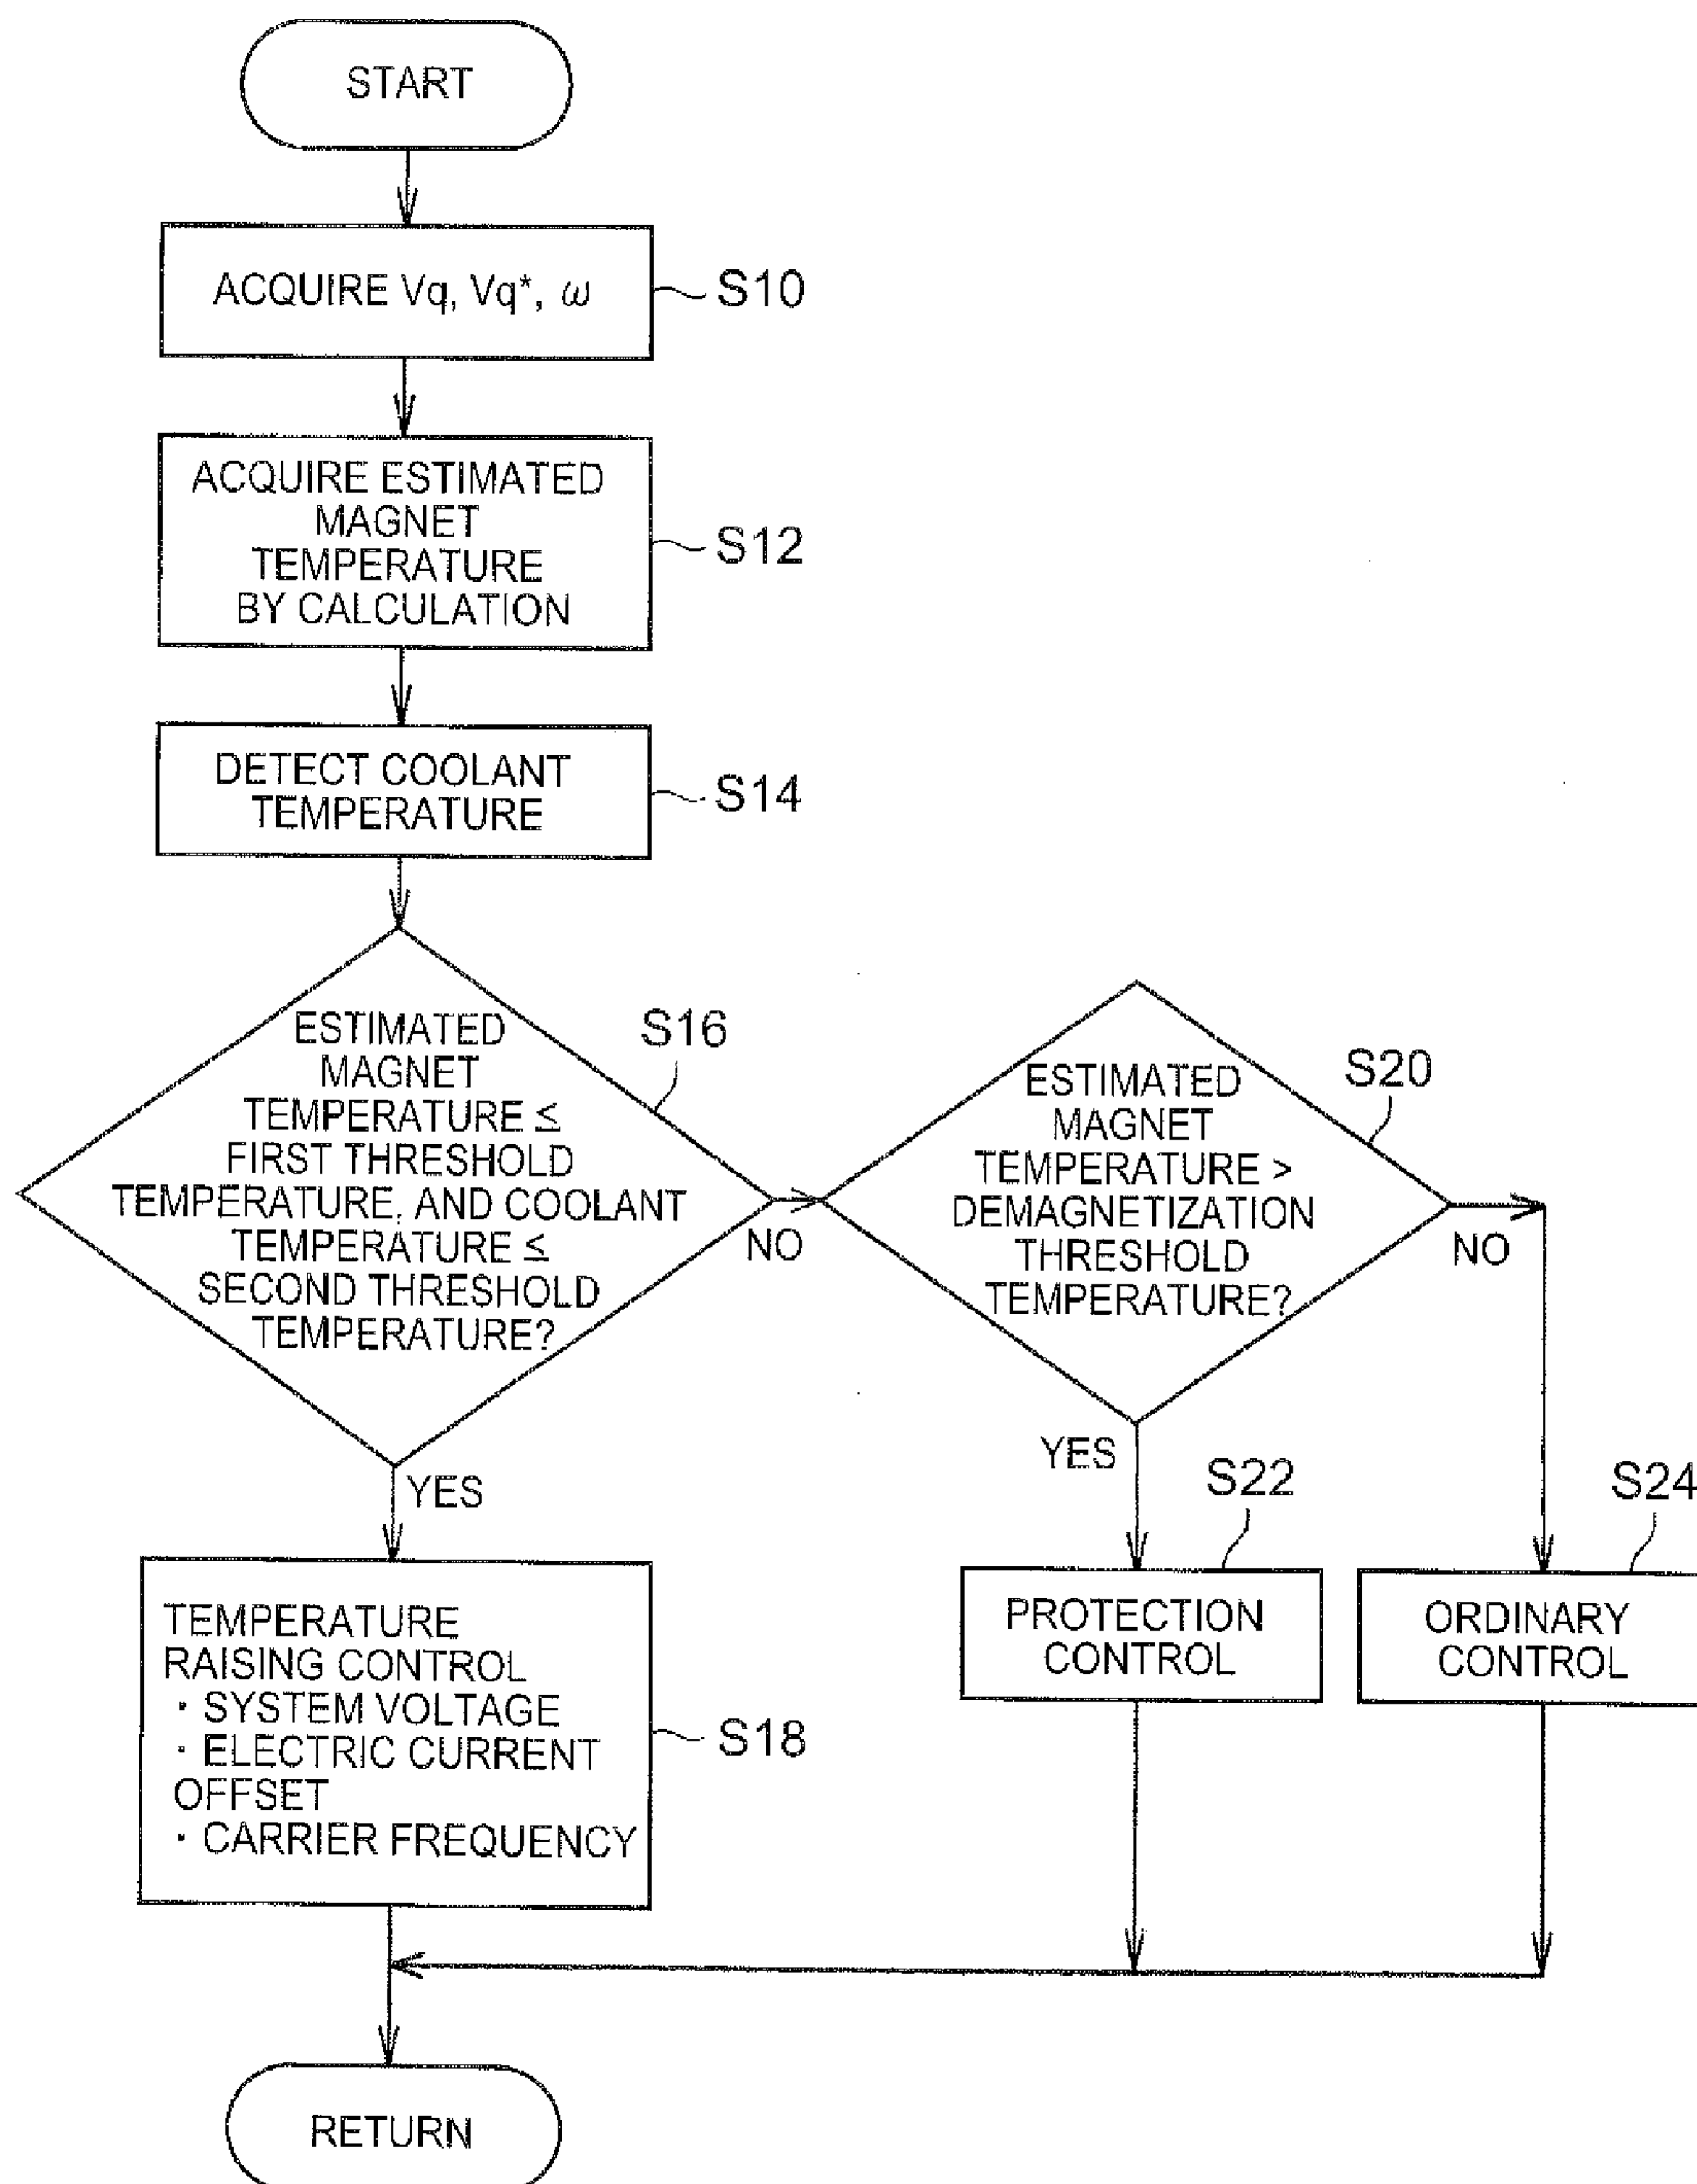 START
ACQUIRE Vq, Vq*, ω
S10
ACQUIRE ESTIMATED
MAGNET
TEMPERATURE
BY CALCULATION
S12
DETECT COOLANT
TEMPERATURE
S14
ESTIMATED
MAGNET
TEMPERATURE ≤
FIRST THRESHOLD
TEMPERATURE, AND COOLANT
TEMPERATURE ≤
SECOND THRESHOLD
TEMPERATURE?
S16
NO
YES
ESTIMATED
MAGNET
TEMPERATURE >
DEMAGNETIZATION
THRESHOLD
TEMPERATURE?
S20
NO
YES
TEMPERATURE
RAISING CONTROL
・SYSTEM VOLTAGE
・ELECTRIC CURRENT
OFFSET
・CARRIER FREQUENCY
S18
PROTECTION
CONTROL
S22
ORDINARY
CONTROL
S24
RETURN